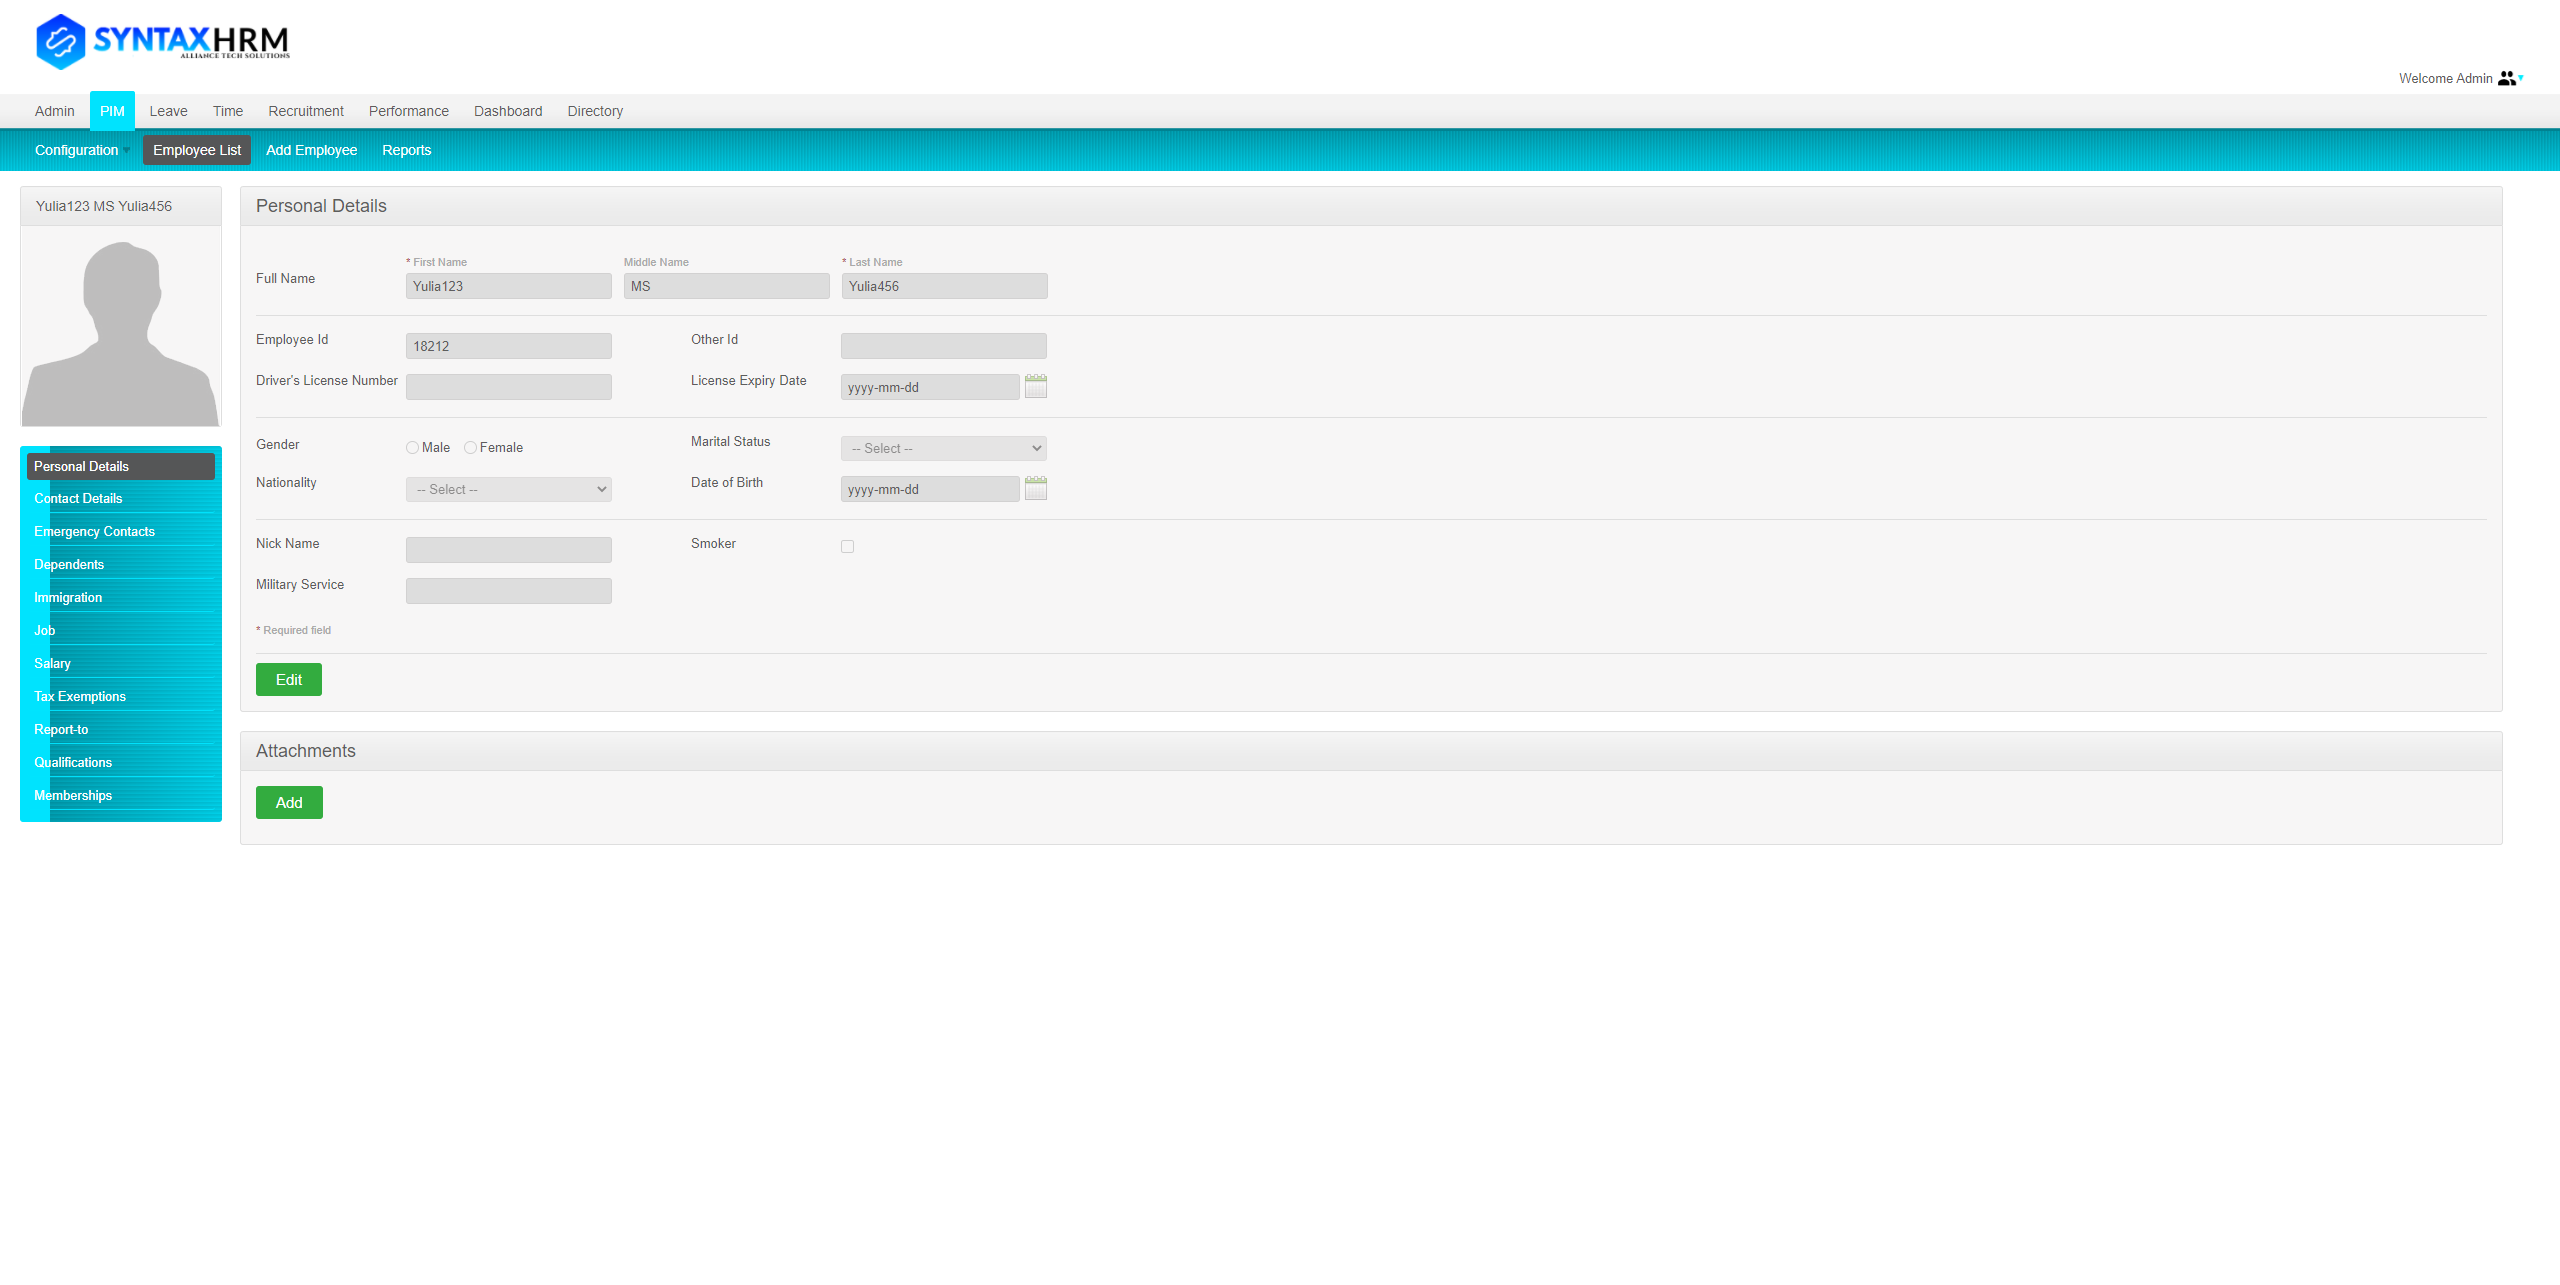 SYNTAXHRM
ALLIANCE TECH SOLUTIONS
Welcome Admin
Admin PIM Leave Time Recruitment Performance Dashboard Directory
Configuration Employee List Add Employee Reports
Yulia123 MS Yulia456
Personal Details
Contact Details
Emergency Contacts
Dependents
Immigration
Job
Salary
Tax Exemptions
Report-to
Qualifications
Memberships
Personal Details
* First Name Middle Name * Last Name
Full Name Yulia123 MS Yulia456
Employee Id 18212 Other Id
Driver's License Number License Expiry Date yyyy-mm-dd
Gender Male Female Marital Status -- Select --
Nationality -- Select -- Date of Birth yyyy-mm-dd
Nick Name Smoker
Military Service
* Required field
Edit
Attachments
Add